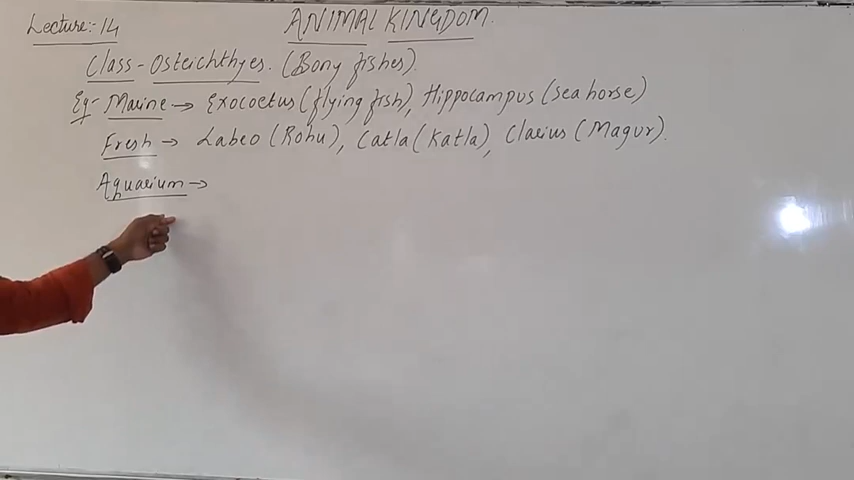 Lecture:- 14
ANIMAL KINGDOM.
Class - Osteichthyes. (Bony fishes).
Eg- Marine → Exocoetus (flying fish), Hippocampus (Sea horse)
Fresh → Labeo (Rohu), Catla (Katla), Clarius (Magur).
Aquarium →